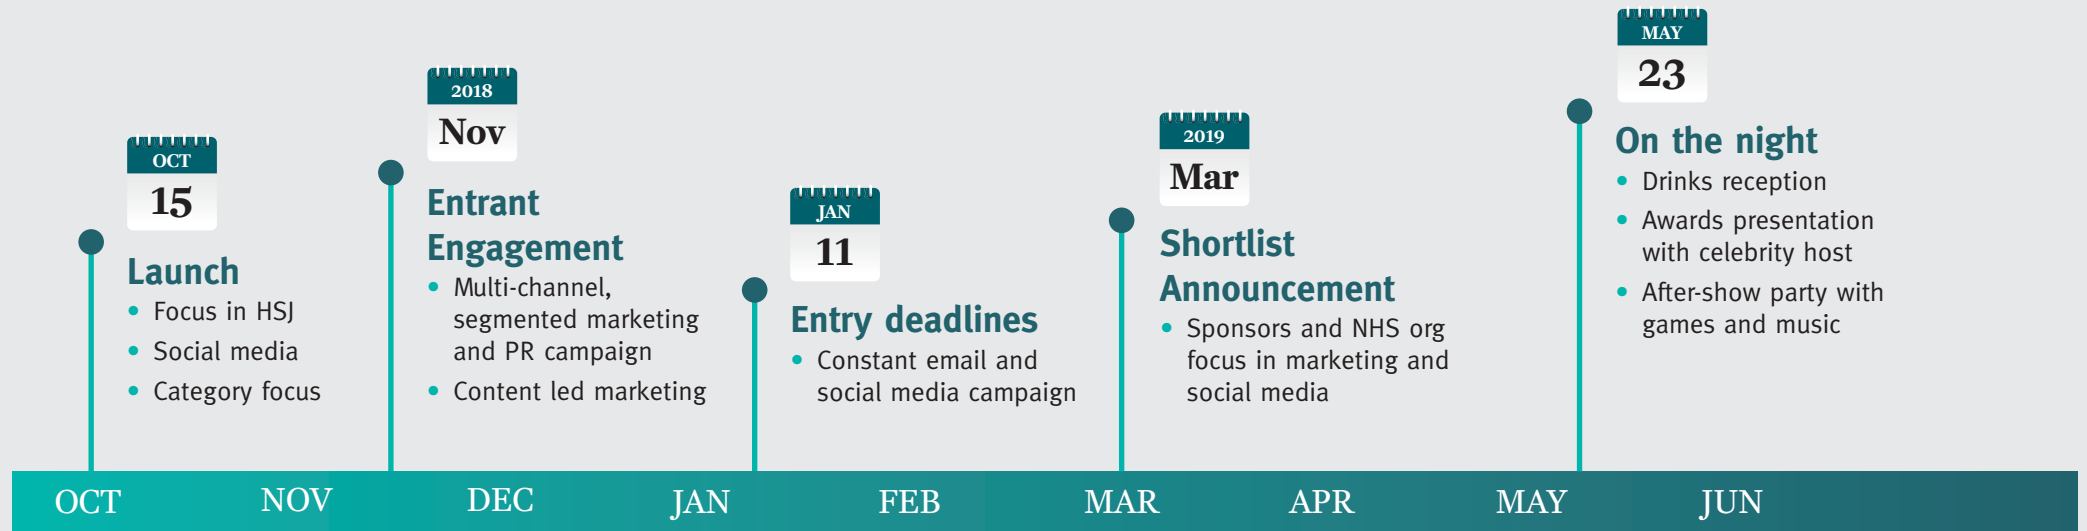 OCT
15
Launch
• Focus in HSJ
• Social media
• Category focus
2018
Nov
Entrant
Engagement
• Multi-channel,
segmented marketing
and PR campaign
• Content led marketing
JAN
11
Entry deadlines
• Constant email and
social media campaign
2019
Mar
Shortlist
Announcement
• Sponsors and NHS org
focus in marketing and
social media
MAY
23
On the night
• Drinks reception
• Awards presentation
with celebrity host
• After-show party with
games and music
OCT NOV DEC JAN FEB MAR APR MAY JUN